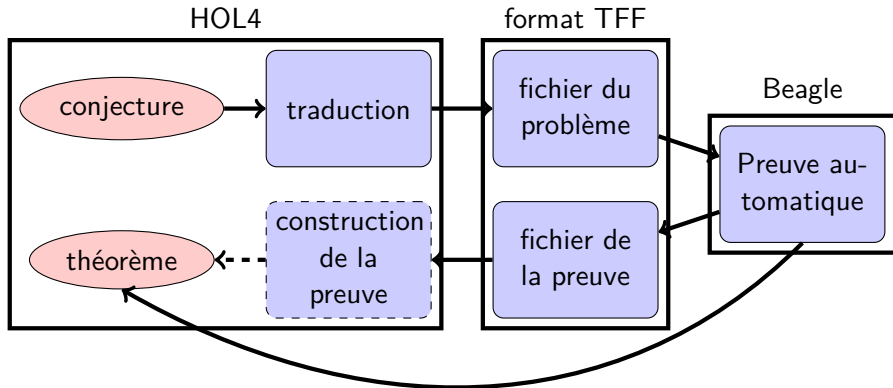 HOL4
format TFF
conjecture
traduction
fichier du
problème
Beagle
Preuve au-
tomatique
théorème
construction
de la
preuve
fichier de
la preuve